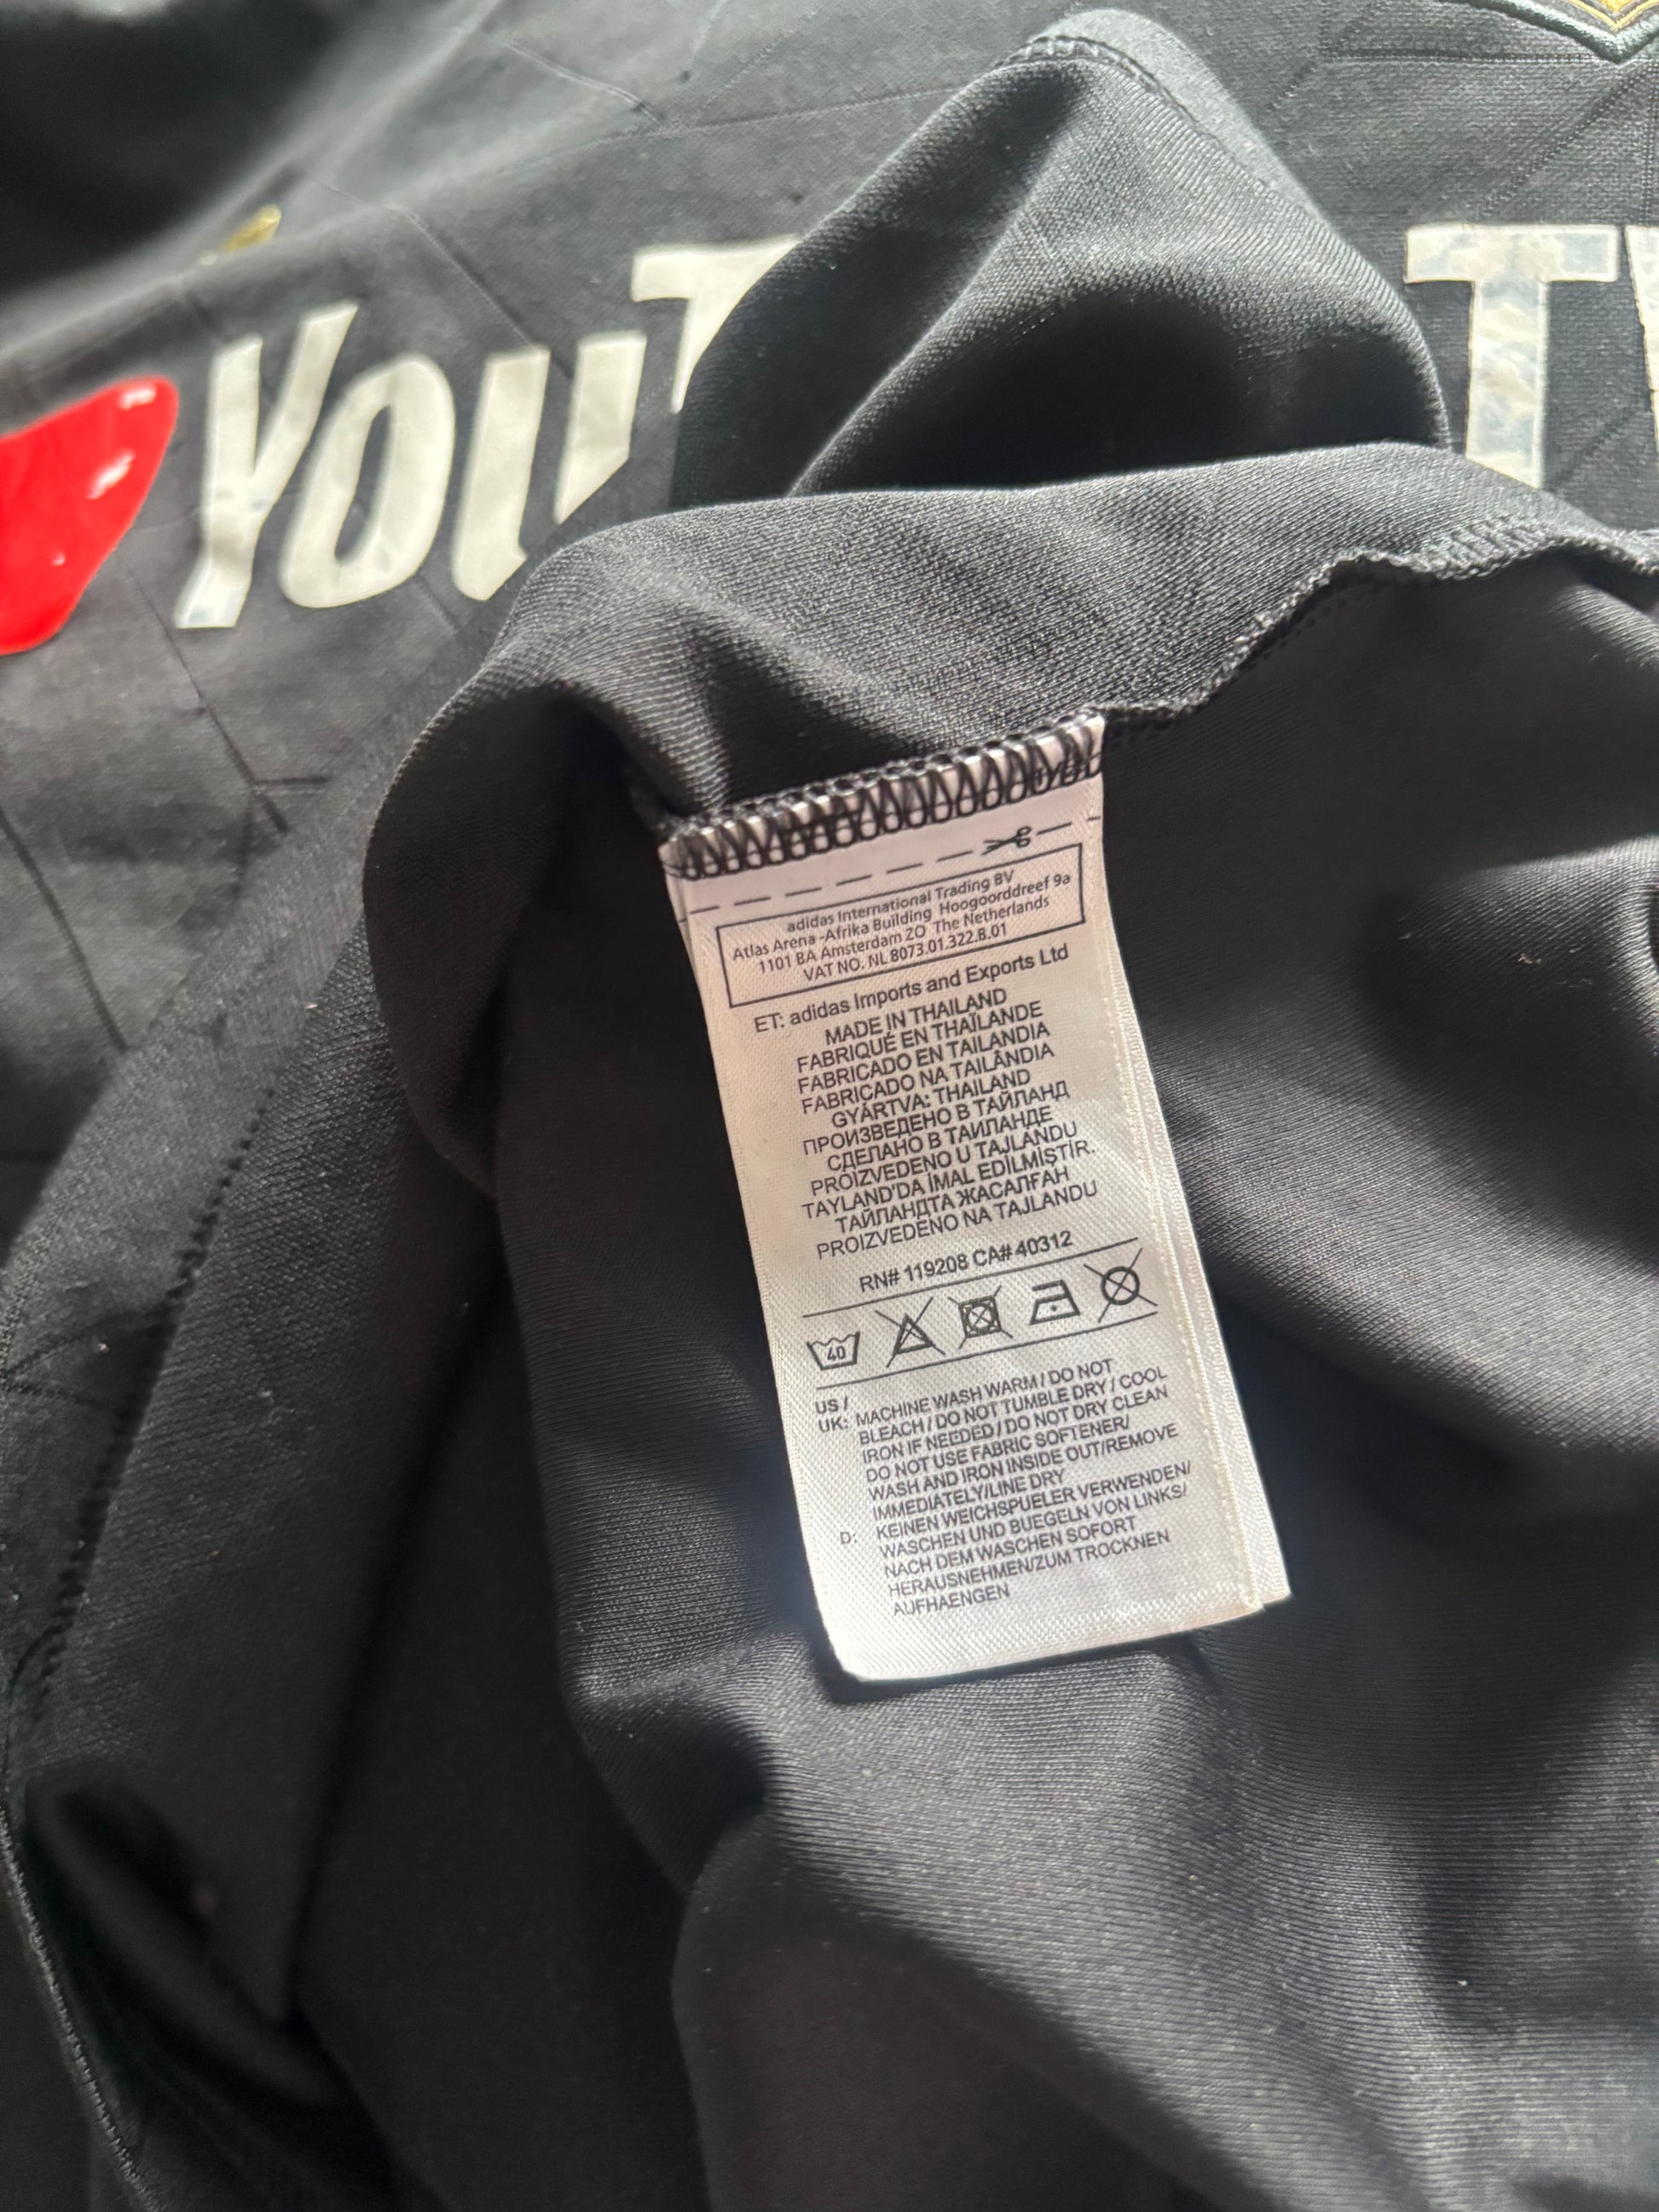 YouT
TV
adidas International Trading BV
Atlas Arena -Afrika Building Hoogoorddreef 9a
1101 BA Amsterdam ZO The Netherlands
VAT NO. NL 8073.01.322.B.01
ET: adidas Imports and Exports Ltd
MADE IN THAILAND
FABRIQUÉ EN THAÏLANDE
FABRICADO EN TAILANDIA
FABRICADO NA TAILÂNDIA
GYÁRTVA: THAILAND
ПРОИЗВЕДЕНО В ТАЙЛАНД
СДЕЛАНО В ТАИЛАНДЕ
PROIZVEDENO U TAJLANDU
TAYLAND'DA İMAL EDİLMİŞTİR.
ТАЙЛАНДТА ЖАСАЛҒАН
PROIZVEDENO NA TAJLANDU
RN# 119208 CA# 40312
40
US / UK: MACHINE WASH WARM / DO NOT
BLEACH / DO NOT TUMBLE DRY / COOL
IRON IF NEEDED / DO NOT DRY CLEAN
DO NOT USE FABRIC SOFTENER/
WASH AND IRON INSIDE OUT/REMOVE
IMMEDIATELY/LINE DRY
D: KEINEN WEICHSPUELER VERWENDEN/
WASCHEN UND BUEGELN VON LINKS/
NACH DEM WASCHEN SOFORT
HERAUSNEHMEN/ZUM TROCKNEN
AUFHAENGEN